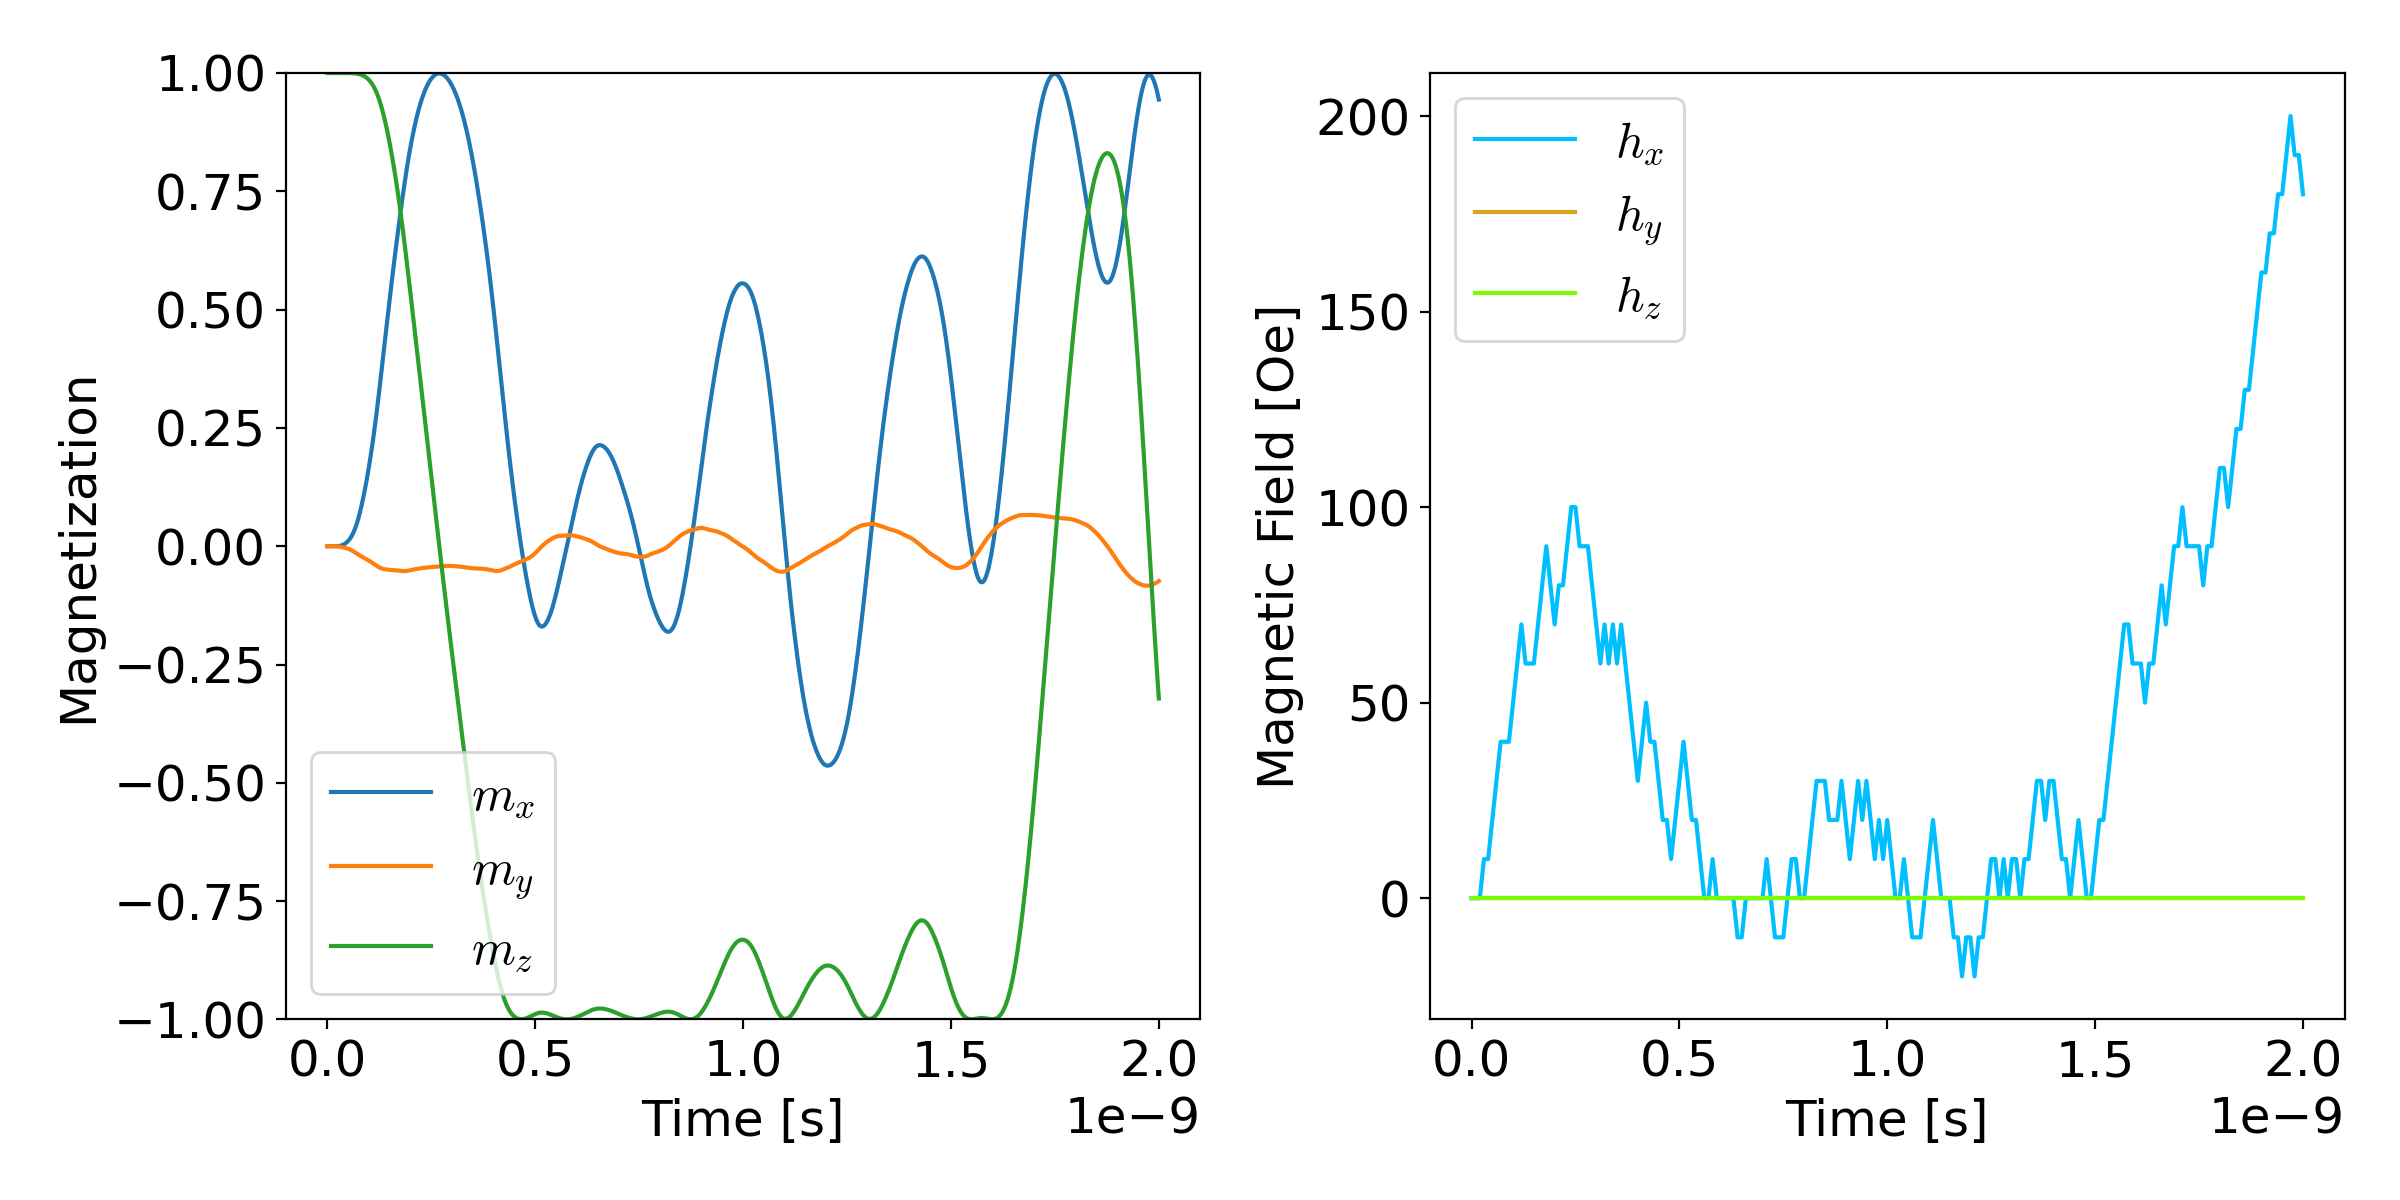 Magnetization
1.00
0.75
0.50
0.25
0.00
−0.25
−0.50
−0.75
−1.00
m_x
m_y
m_z
0.0 0.5 1.0 1.5 2.0
Time [s]
1e−9
Magnetic Field [Oe]
200
150
100
50
0
h_x
h_y
h_z
0.0 0.5 1.0 1.5 2.0
Time [s]
1e−9